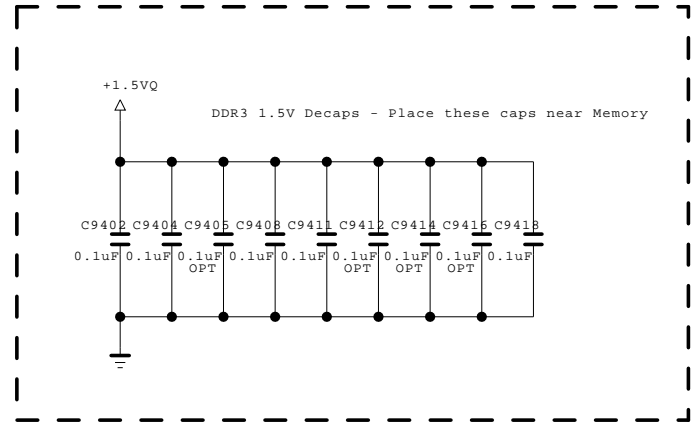 +1.5VQ
DDR3 1.5V Decaps - Place these caps near Memory
C9402 C9404 C9405 C9408 C9411 C9412 C9414 C9416 C9418
0.1uF 0.1uF 0.1uF 0.1uF 0.1uF 0.1uF 0.1uF 0.1uF 0.1uF
OPT OPT OPT OPT